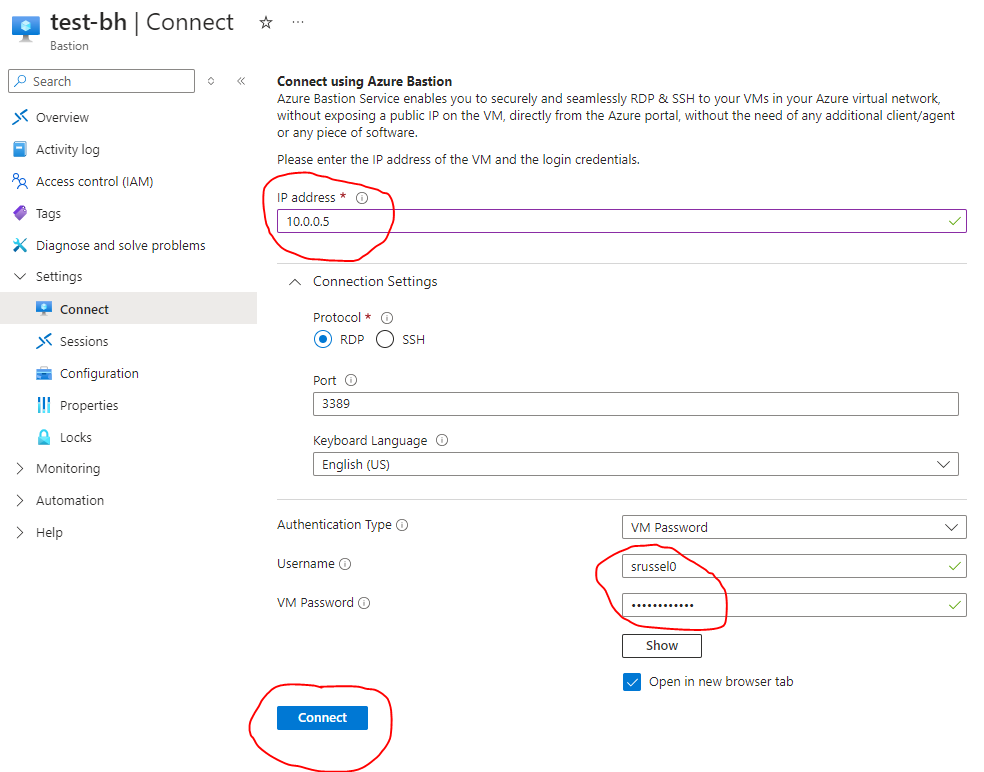 test-bh | Connect
Bastion
Search
Overview
Activity log
Access control (IAM)
Tags
Diagnose and solve problems
Settings
Connect
Sessions
Configuration
Properties
Locks
Monitoring
Automation
Help
Connect using Azure Bastion
Azure Bastion Service enables you to securely and seamlessly RDP & SSH to your VMs in your Azure virtual network,
without exposing a public IP on the VM, directly from the Azure portal, without the need of any additional client/agent
or any piece of software.
Please enter the IP address of the VM and the login credentials.
IP address *
10.0.0.5
Connection Settings
Protocol *
RDP SSH
Port
3389
Keyboard Language
English (US)
Authentication Type
VM Password
Username
srussel0
VM Password
••••••••••••
Show
Open in new browser tab
Connect